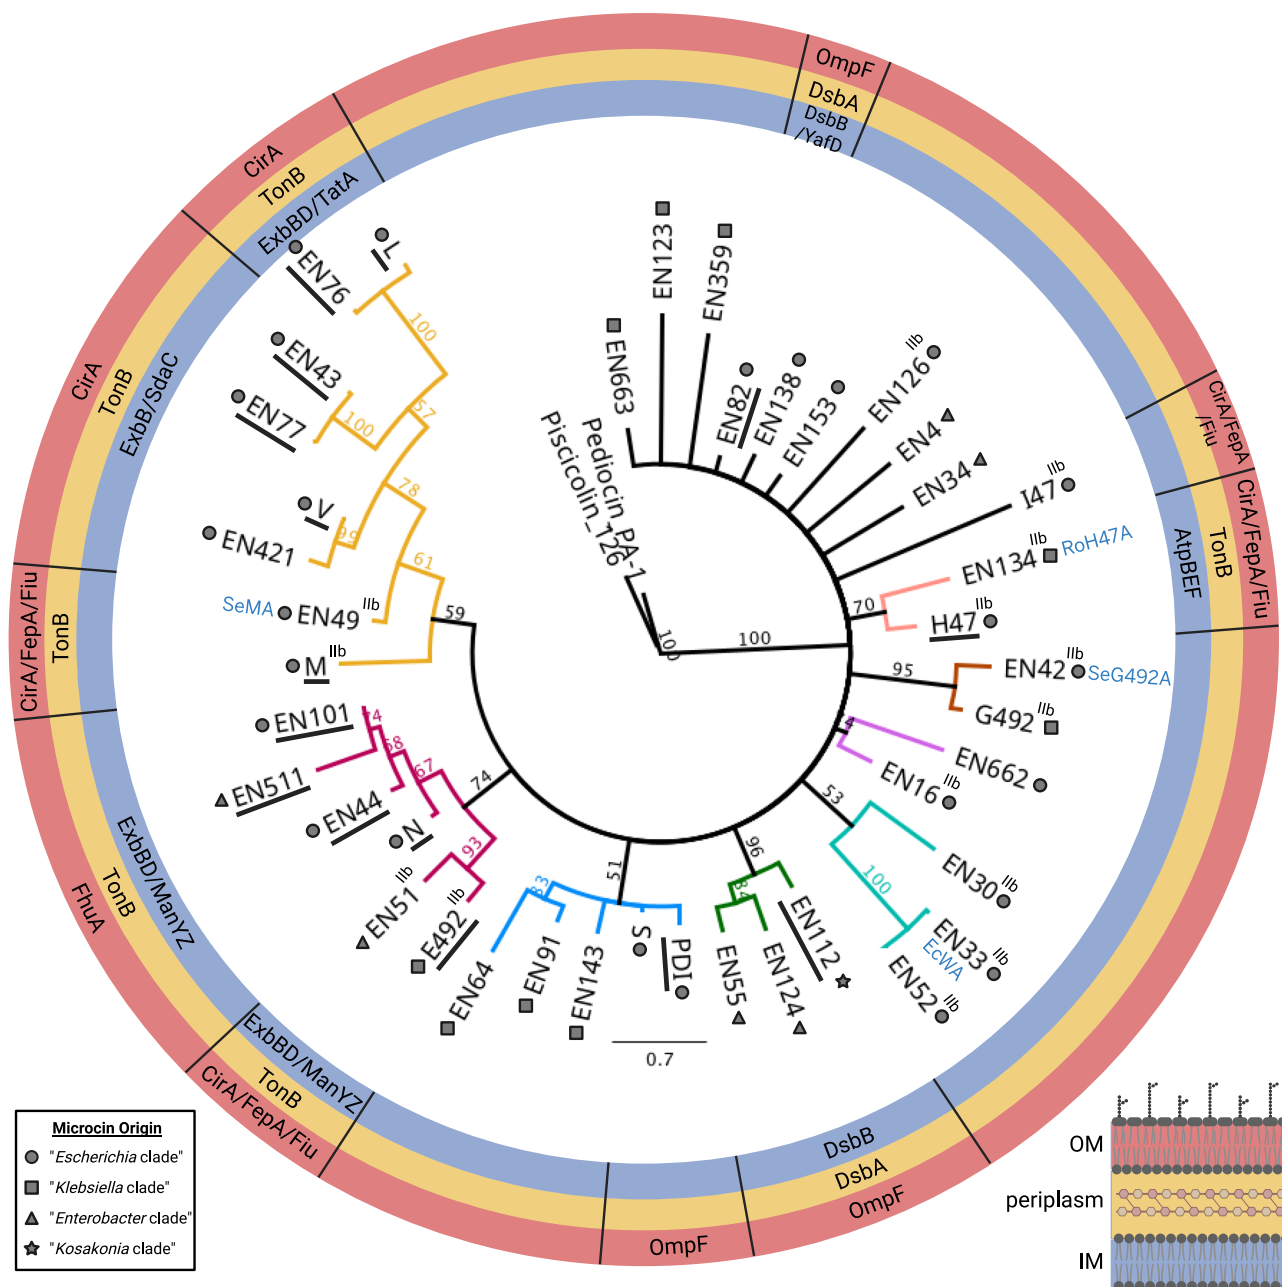 OmpF
DsbA
DsbB
/YafD
CirA
TonB
ExbBD/TatA
CirA
TonB
ExbB/SdaC
CirA/FepA/Fiu
TonB
FhuA
TonB
ExbBD/ManYZ
CirA/FepA/Fiu
TonB
ExbBD/ManYZ
OmpF
DsbB
DsbA
OmpF
CirA/FepA
/Fiu
CirA/FepA/Fiu
TonB
AtpBEF
L
EN76
100
EN43
EN77
100
57
V
EN421
99
78
SeMA
EN49
IIb
61
M
IIb
59
EN101
74
EN511
58
EN44
67
N
74
EN51
IIb
93
E492
IIb
EN64
EN91
83
EN143
S
PDI
51
EN55
EN124
84
EN112
96
EN52
IIb
EN33
IIb
EcWA
100
EN30
IIb
53
EN16
IIb
EN662
G492
IIb
EN42
IIb
SeG492A
95
H47
IIb
EN134
IIb
RoH47A
70
I47
IIb
EN34
EN4
EN126
IIb
EN153
EN138
EN82
EN359
EN123
EN663
Pediocin_PA-1
Piscicolin_126
100
100
0.7
Microcin Origin
"Escherichia clade"
"Klebsiella clade"
"Enterobacter clade"
"Kosakonia clade"
OM
periplasm
IM